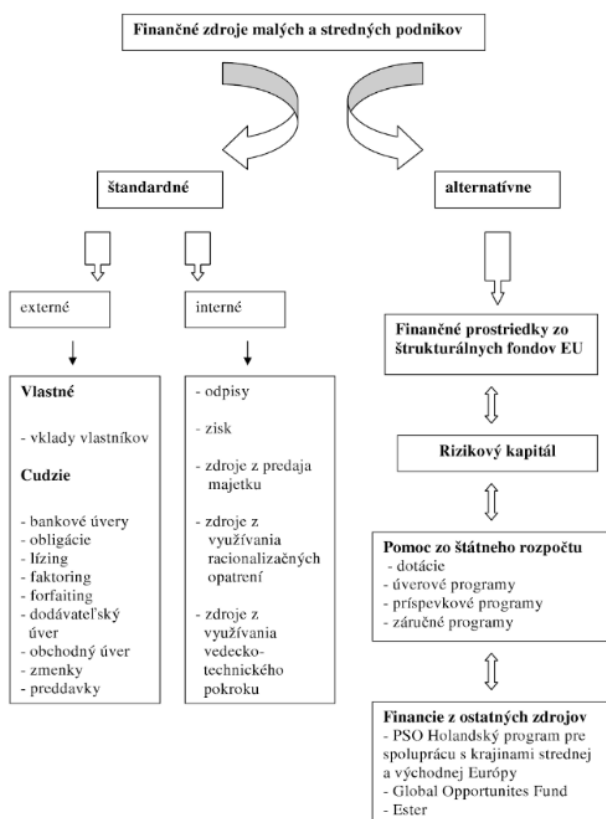 Finančné zdroje malých a stredných podnikov
štandardné
alternatívne
externé
interné
Vlastné
- vklady vlastníkov
Cudzie
- bankové úvery
- obligácie
- lízing
- faktoring
- forfaiting
- dodávateľský
úver
- obchodný úver
- zmenky
- preddavky
- odpisy
- zisk
- zdroje z predaja
majetku
- zdroje z
využívania
racionalizačných
opatrení
- zdroje z
využívania
vedecko-
technického
pokroku
Finančné prostriedky zo
štrukturálnych fondov EU
Rizikový kapitál
Pomoc zo štátneho rozpočtu
- dotácie
- úverové programy
- príspevkové programy
- záručné programy
Financie z ostatných zdrojov
- PSO Holandský program pre
spoluprácu s krajinami strednej
a východnej Európy
- Global Opportunites Fund
- Ester